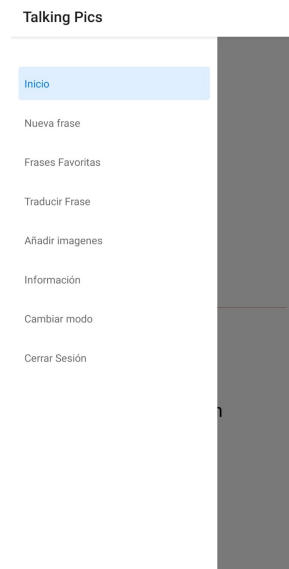 Talking Pics
Inicio
Nueva frase
Frases Favoritas
Traducir Frase
Añadir imagenes
Información
Cambiar modo
Cerrar Sesión
n